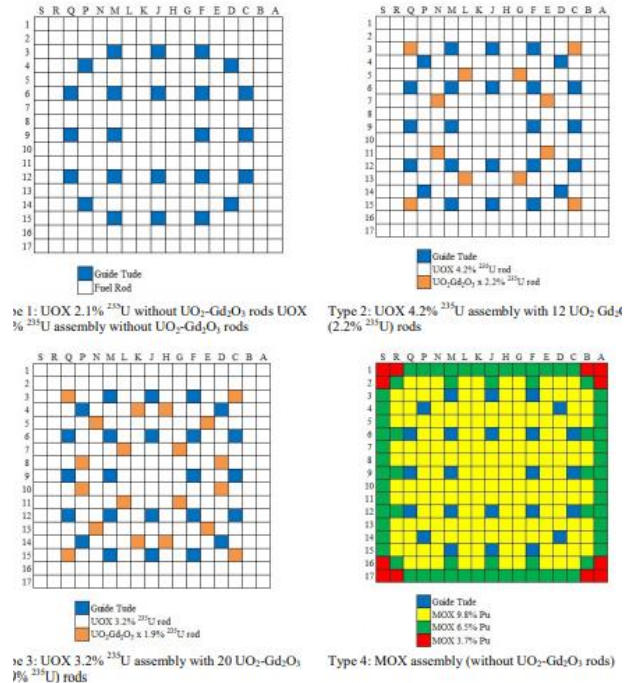 S R Q P N M L K J H G F E D C B A
1
2
3
4
5
6
7
8
9
10
11
12
13
14
15
16
17
Guide Tude
Fuel Rod
pe 1: UOX 2.1% ²³⁵U without UO₂-Gd₂O₃ rods UOX
% ²³⁵U assembly without UO₂-Gd₂O₃ rods
S R Q P N M L K J H G F E D C B A
1
2
3
4
5
6
7
8
9
10
11
12
13
14
15
16
17
Guide Tude
UOX 4.2% ²³⁵U rod
UO₂Gd₂O₃ x 2.2% ²³⁵U rod
Type 2: UOX 4.2% ²³⁵U assembly with 12 UO₂ Gd₂O
(2.2% ²³⁵U) rods
S R Q P N M L K J H G F E D C B A
1
2
3
4
5
6
7
8
9
10
11
12
13
14
15
16
17
Guide Tude
UOX 3.2% ²³⁵U rod
UO₂Gd₂O₃ x 1.9% ²³⁵U rod
pe 3: UOX 3.2% ²³⁵U assembly with 20 UO₂-Gd₂O₃
% ²³⁵U) rods
S R Q P N M L K J H G F E D C B A
1
2
3
4
5
6
7
8
9
10
11
12
13
14
15
16
17
Guide Tude
MOX 9.8% Pu
MOX 6.5% Pu
MOX 3.7% Pu
Type 4: MOX assembly (without UO₂-Gd₂O₃ rods)